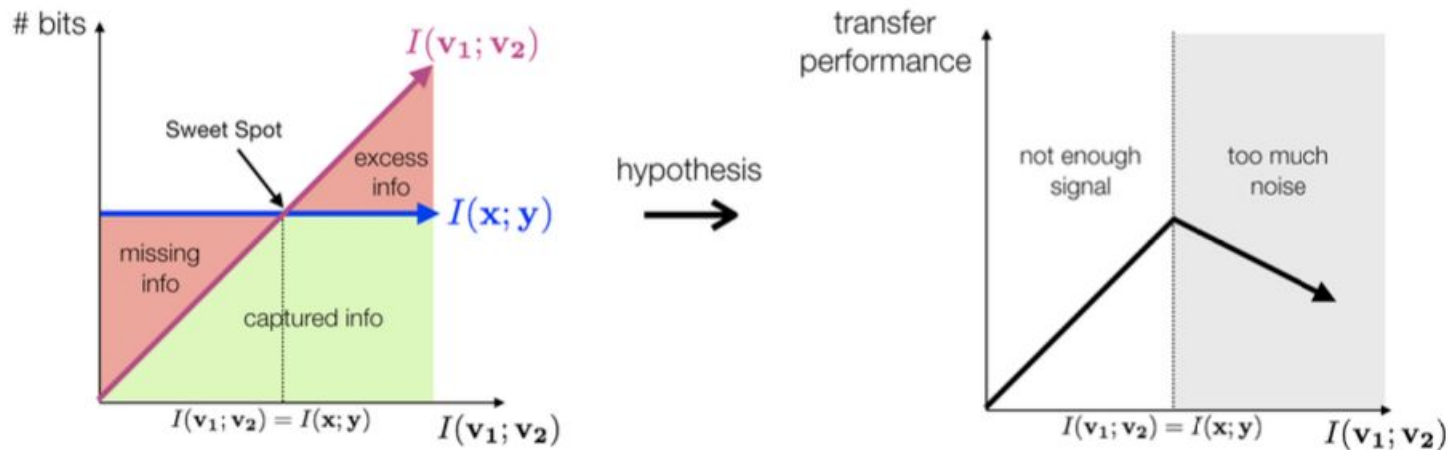 # bits
I(v₁; v₂)
Sweet Spot
excess
info
I(x; y)
missing
info
captured info
I(v₁; v₂) = I(x; y)
I(v₁; v₂)
hypothesis
transfer
performance
not enough
signal
too much
noise
I(v₁; v₂) = I(x; y)
I(v₁; v₂)